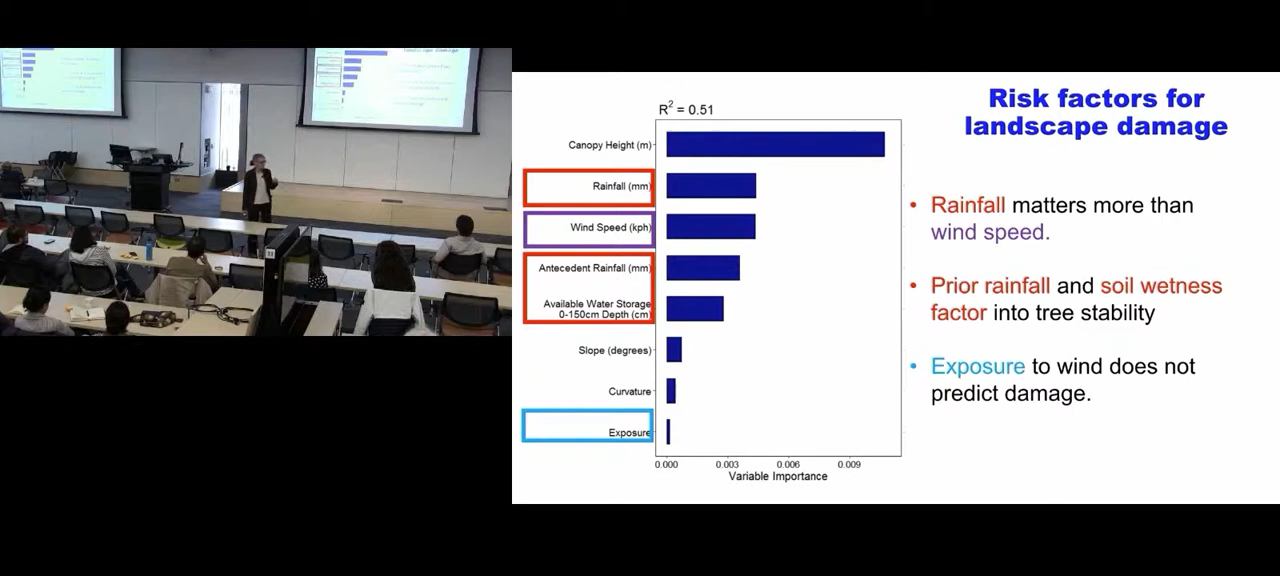 Risk factors for
landscape damage
R² = 0.51
Canopy Height (m)
Rainfall (mm)
Wind Speed (kph)
Antecedent Rainfall (mm)
Available Water Storage
0-150cm Depth (cm)
Slope (degrees)
Curvature
Exposure
0.000 0.003 0.006 0.009
Variable Importance
• Rainfall matters more than
wind speed.
• Prior rainfall and soil wetness
factor into tree stability
• Exposure to wind does not
predict damage.